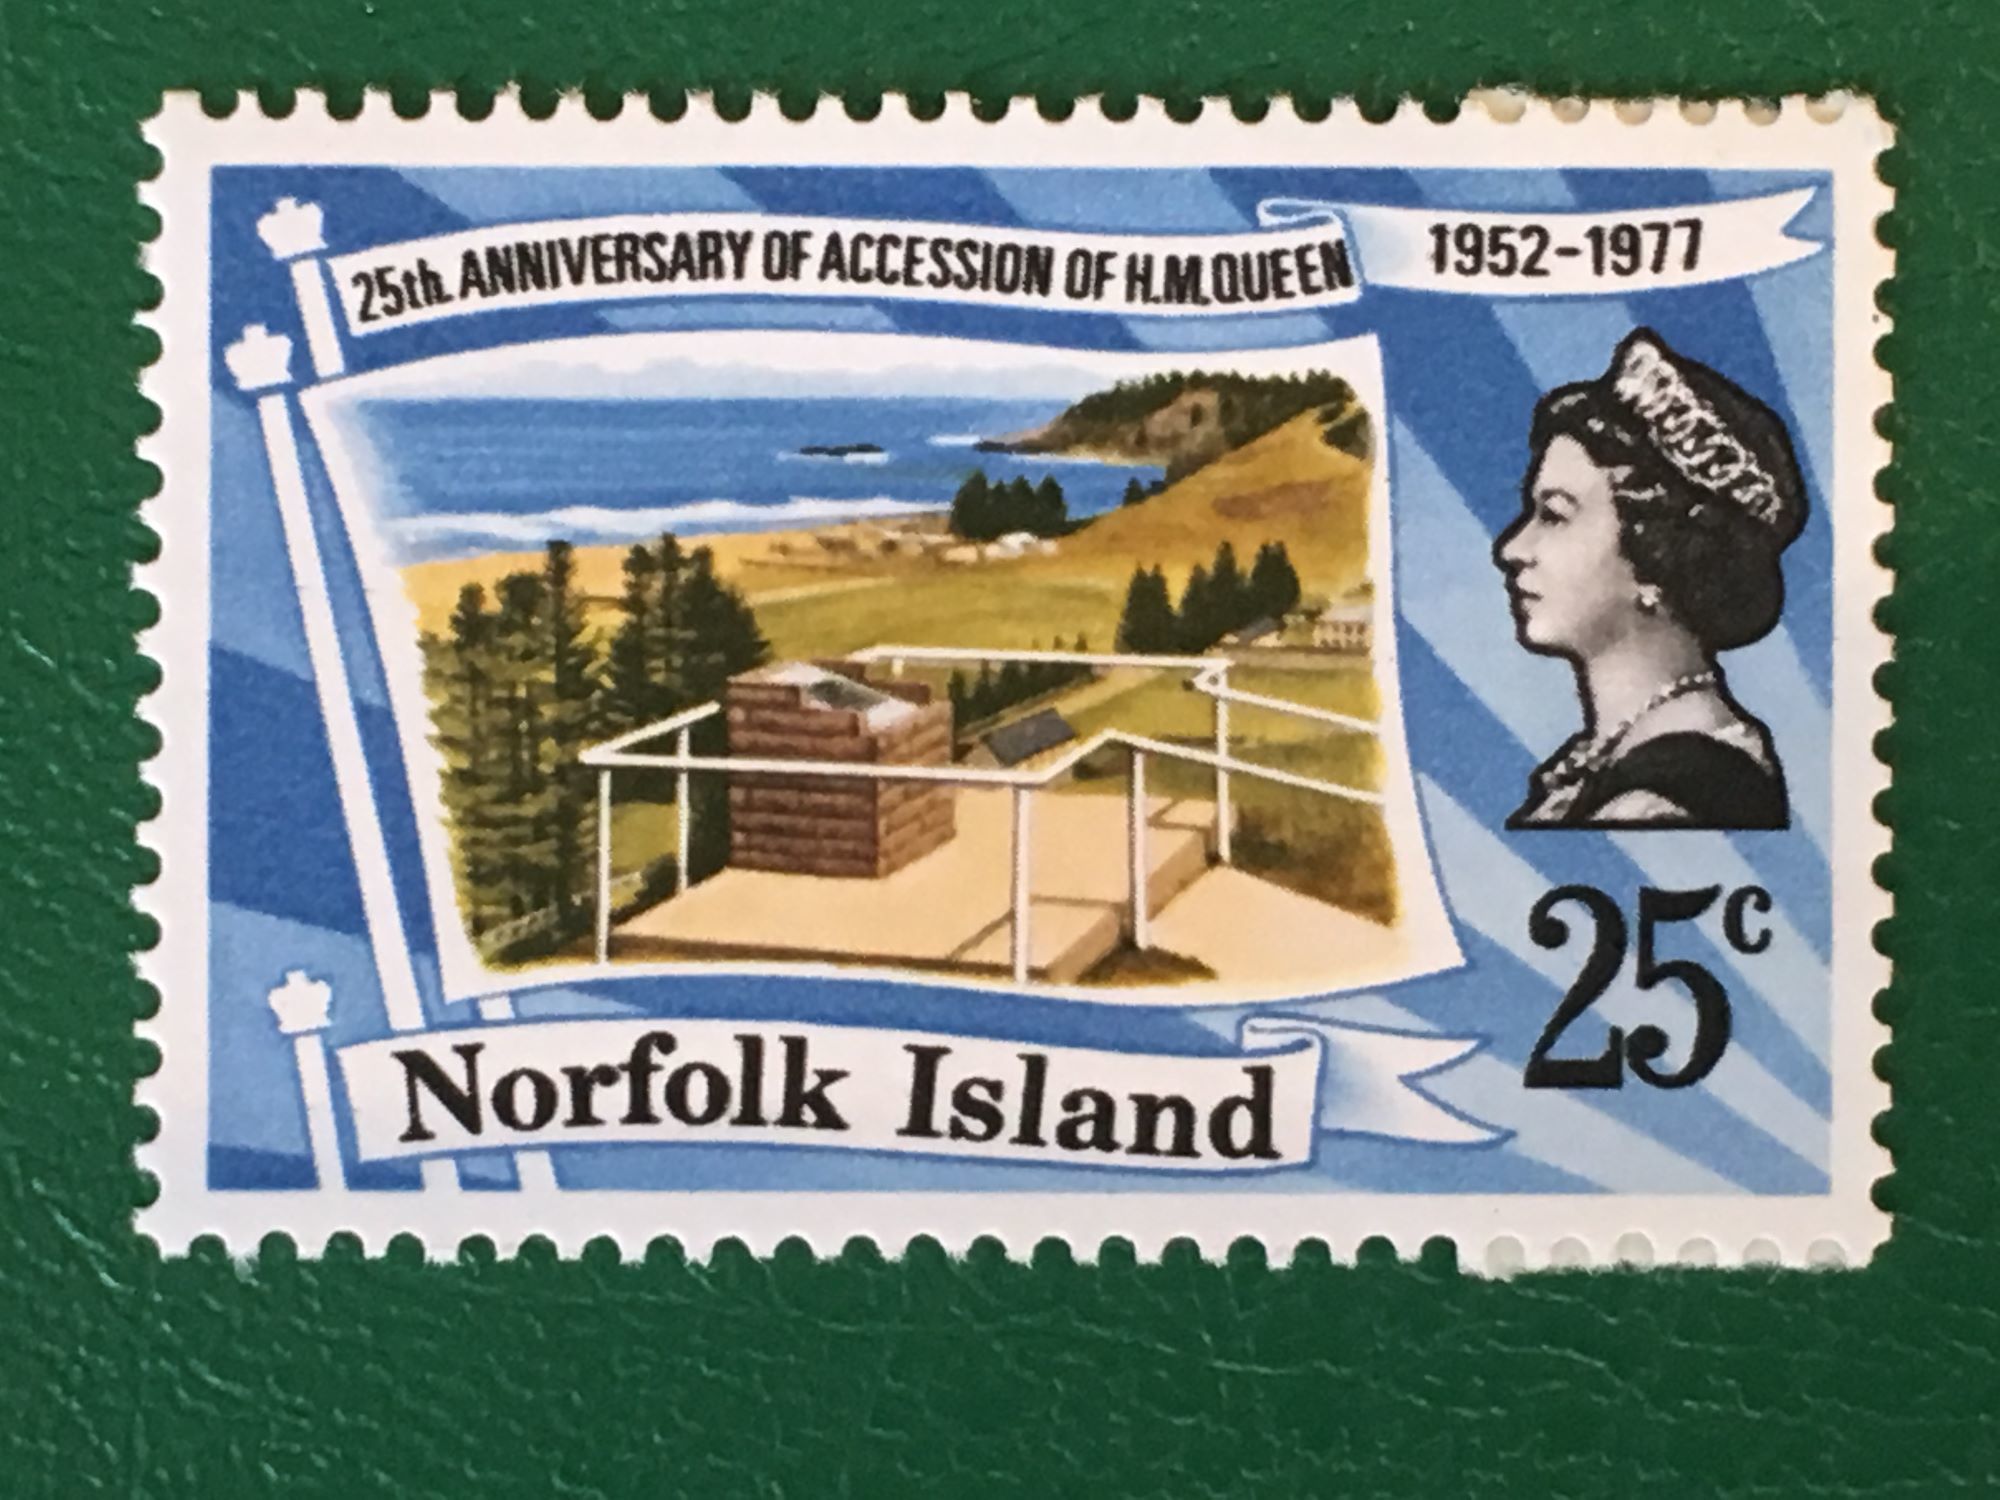 25th. ANNIVERSARY OF ACCESSION OF H.M.QUEEN 1952-1977
25c
Norfolk Island